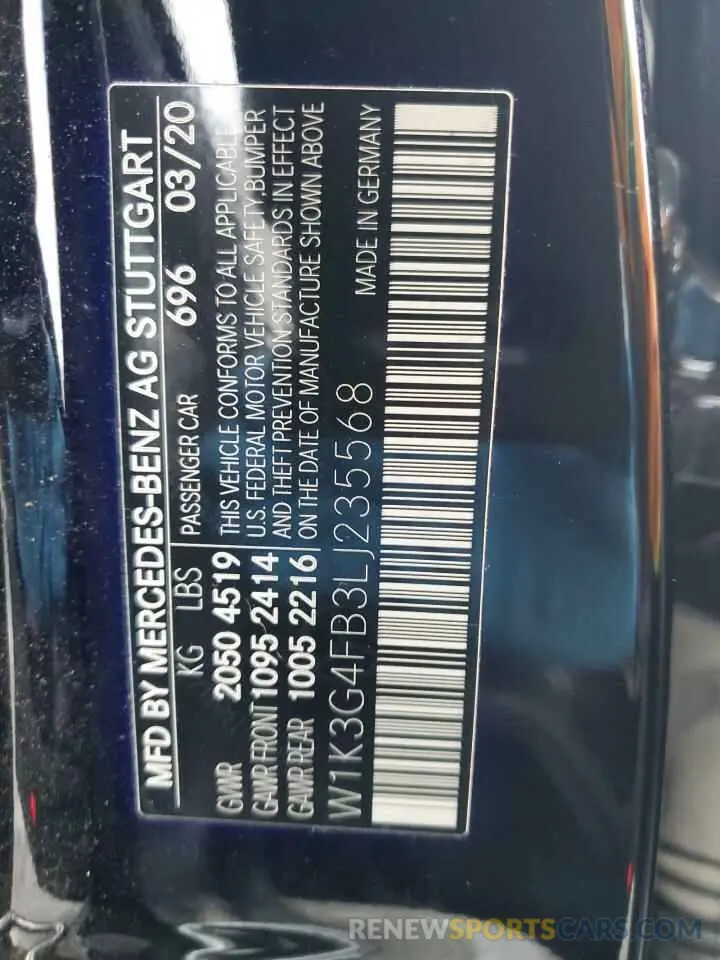 MFD BY MERCEDES-BENZ AG STUTTGART
KG LBS PASSENGER CAR 696 03/20
GVWR 2050 4519 THIS VEHICLE CONFORMS TO ALL APPLICABLE
GAWR FRONT 1095 2414 U.S. FEDERAL MOTOR VEHICLE SAFETY, BUMPER
GAWR REAR 1005 2216 AND THEFT PREVENTION STANDARDS IN EFFECT
ON THE DATE OF MANUFACTURE SHOWN ABOVE
W1K3G4FB3LJ235568 MADE IN GERMANY
RENEWSPORTSCARS.COM